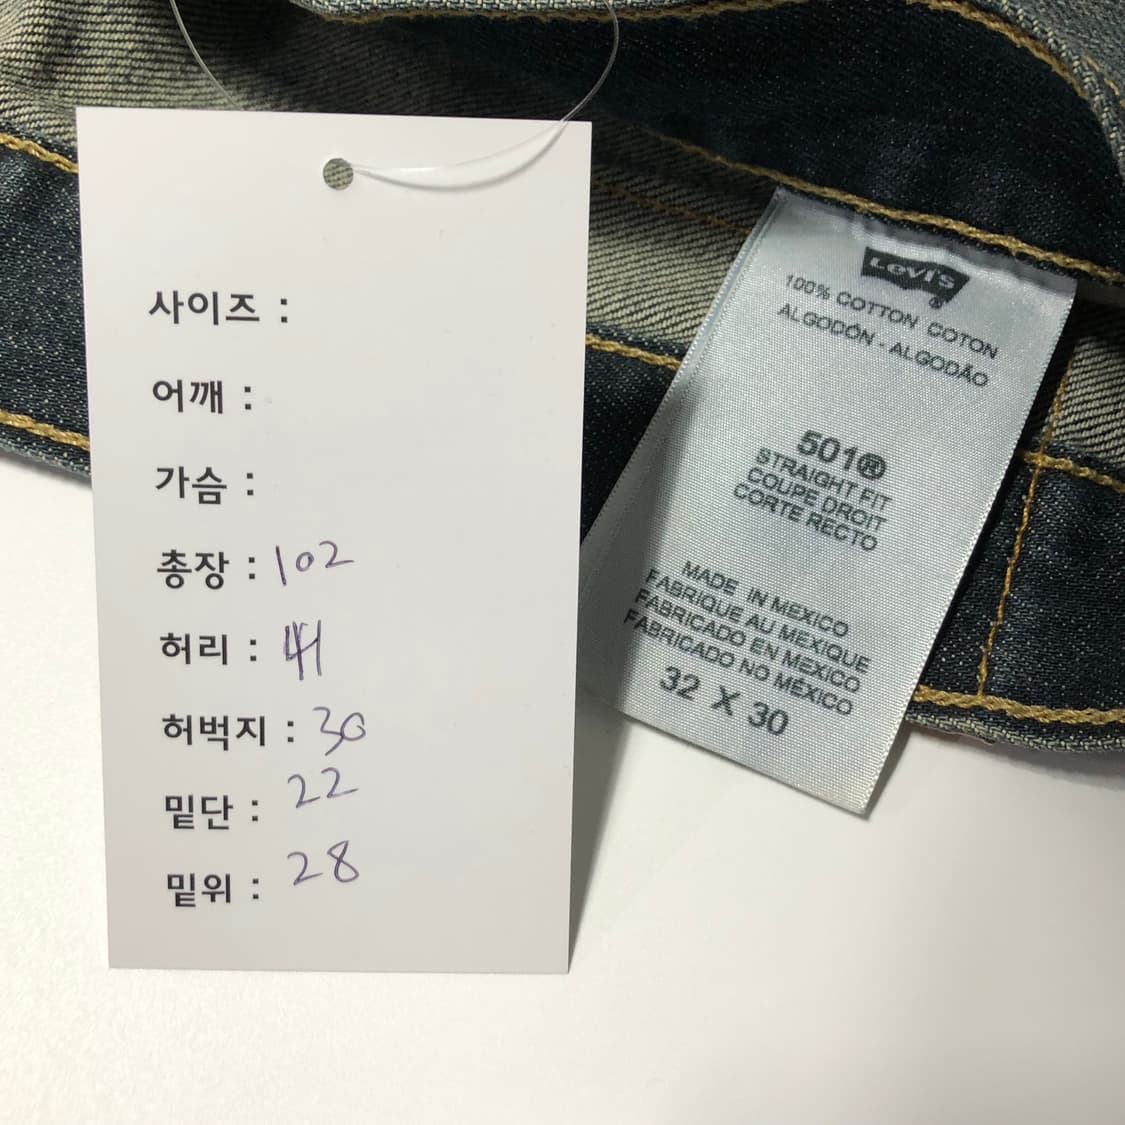 사이즈 :
어깨 :
가슴 :
총장 : 102
허리 : 41
허벅지 : 30
밑단 : 22
밑위 : 28
Levi's
®
100% COTTON COTON
ALGODÓN - ALGODÃO
501®
STRAIGHT FIT
COUPE DROIT
CORTE RECTO
MADE IN MEXICO
FABRIQUE AU MEXIQUE
FABRICADO EN MEXICO
FABRICADO NO MÉXICO
32 X 30